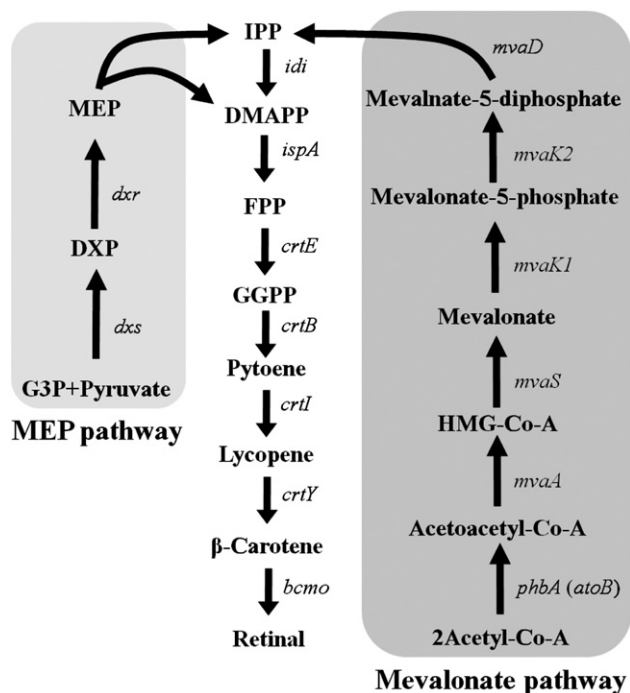 MEP
dxr
DXP
dxs
G3P+Pyruvate
MEP pathway
IPP
idi
DMAPP
ispA
FPP
crtE
GGPP
crtB
Pytoene
crtI
Lycopene
crtY
β-Carotene
bcmo
Retinal
mvaD
Mevalnate-5-diphosphate
mvaK2
Mevalonate-5-phosphate
mvaK1
Mevalonate
mvaS
HMG-Co-A
mvaA
Acetoacetyl-Co-A
phbA (atoB)
2Acetyl-Co-A
Mevalonate pathway